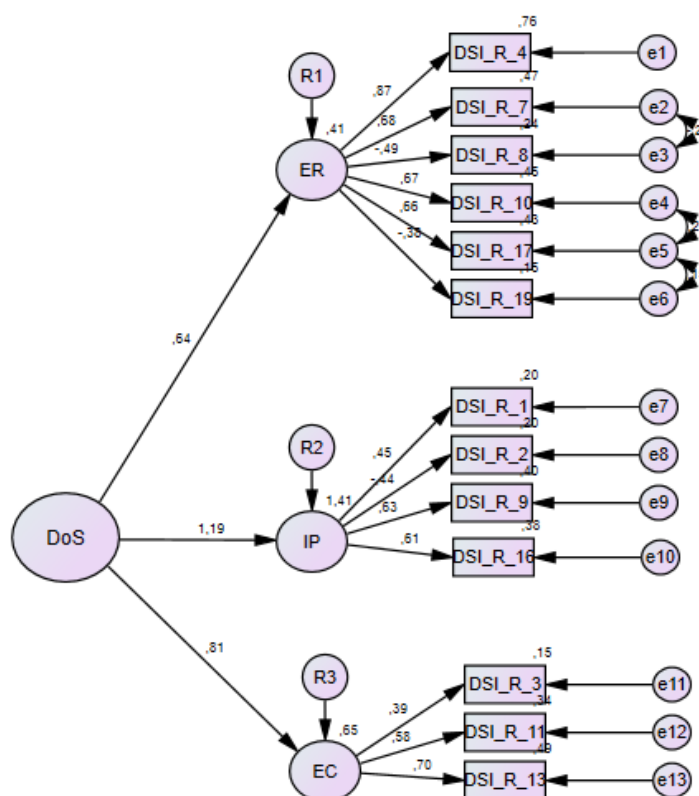 ,76
DSI_R_4
e1
R1
,87
,47
DSI_R_7
e2
,41
,68
,24
ER
-,49
DSI_R_8
e3
,67
,45
DSI_R_10
e4
,66
,43
-,38
DSI_R_17
e5
,15
DSI_R_19
e6
,64
,20
DSI_R_1
e7
R2
,45
,20
DSI_R_2
e8
-,44
,40
1,41
,63
DSI_R_9
e9
DoS
1,19
IP
,61
,38
DSI_R_16
e10
,81
,15
R3
DSI_R_3
e11
,39
,34
,65
,58
DSI_R_11
e12
,49
EC
,70
DSI_R_13
e13